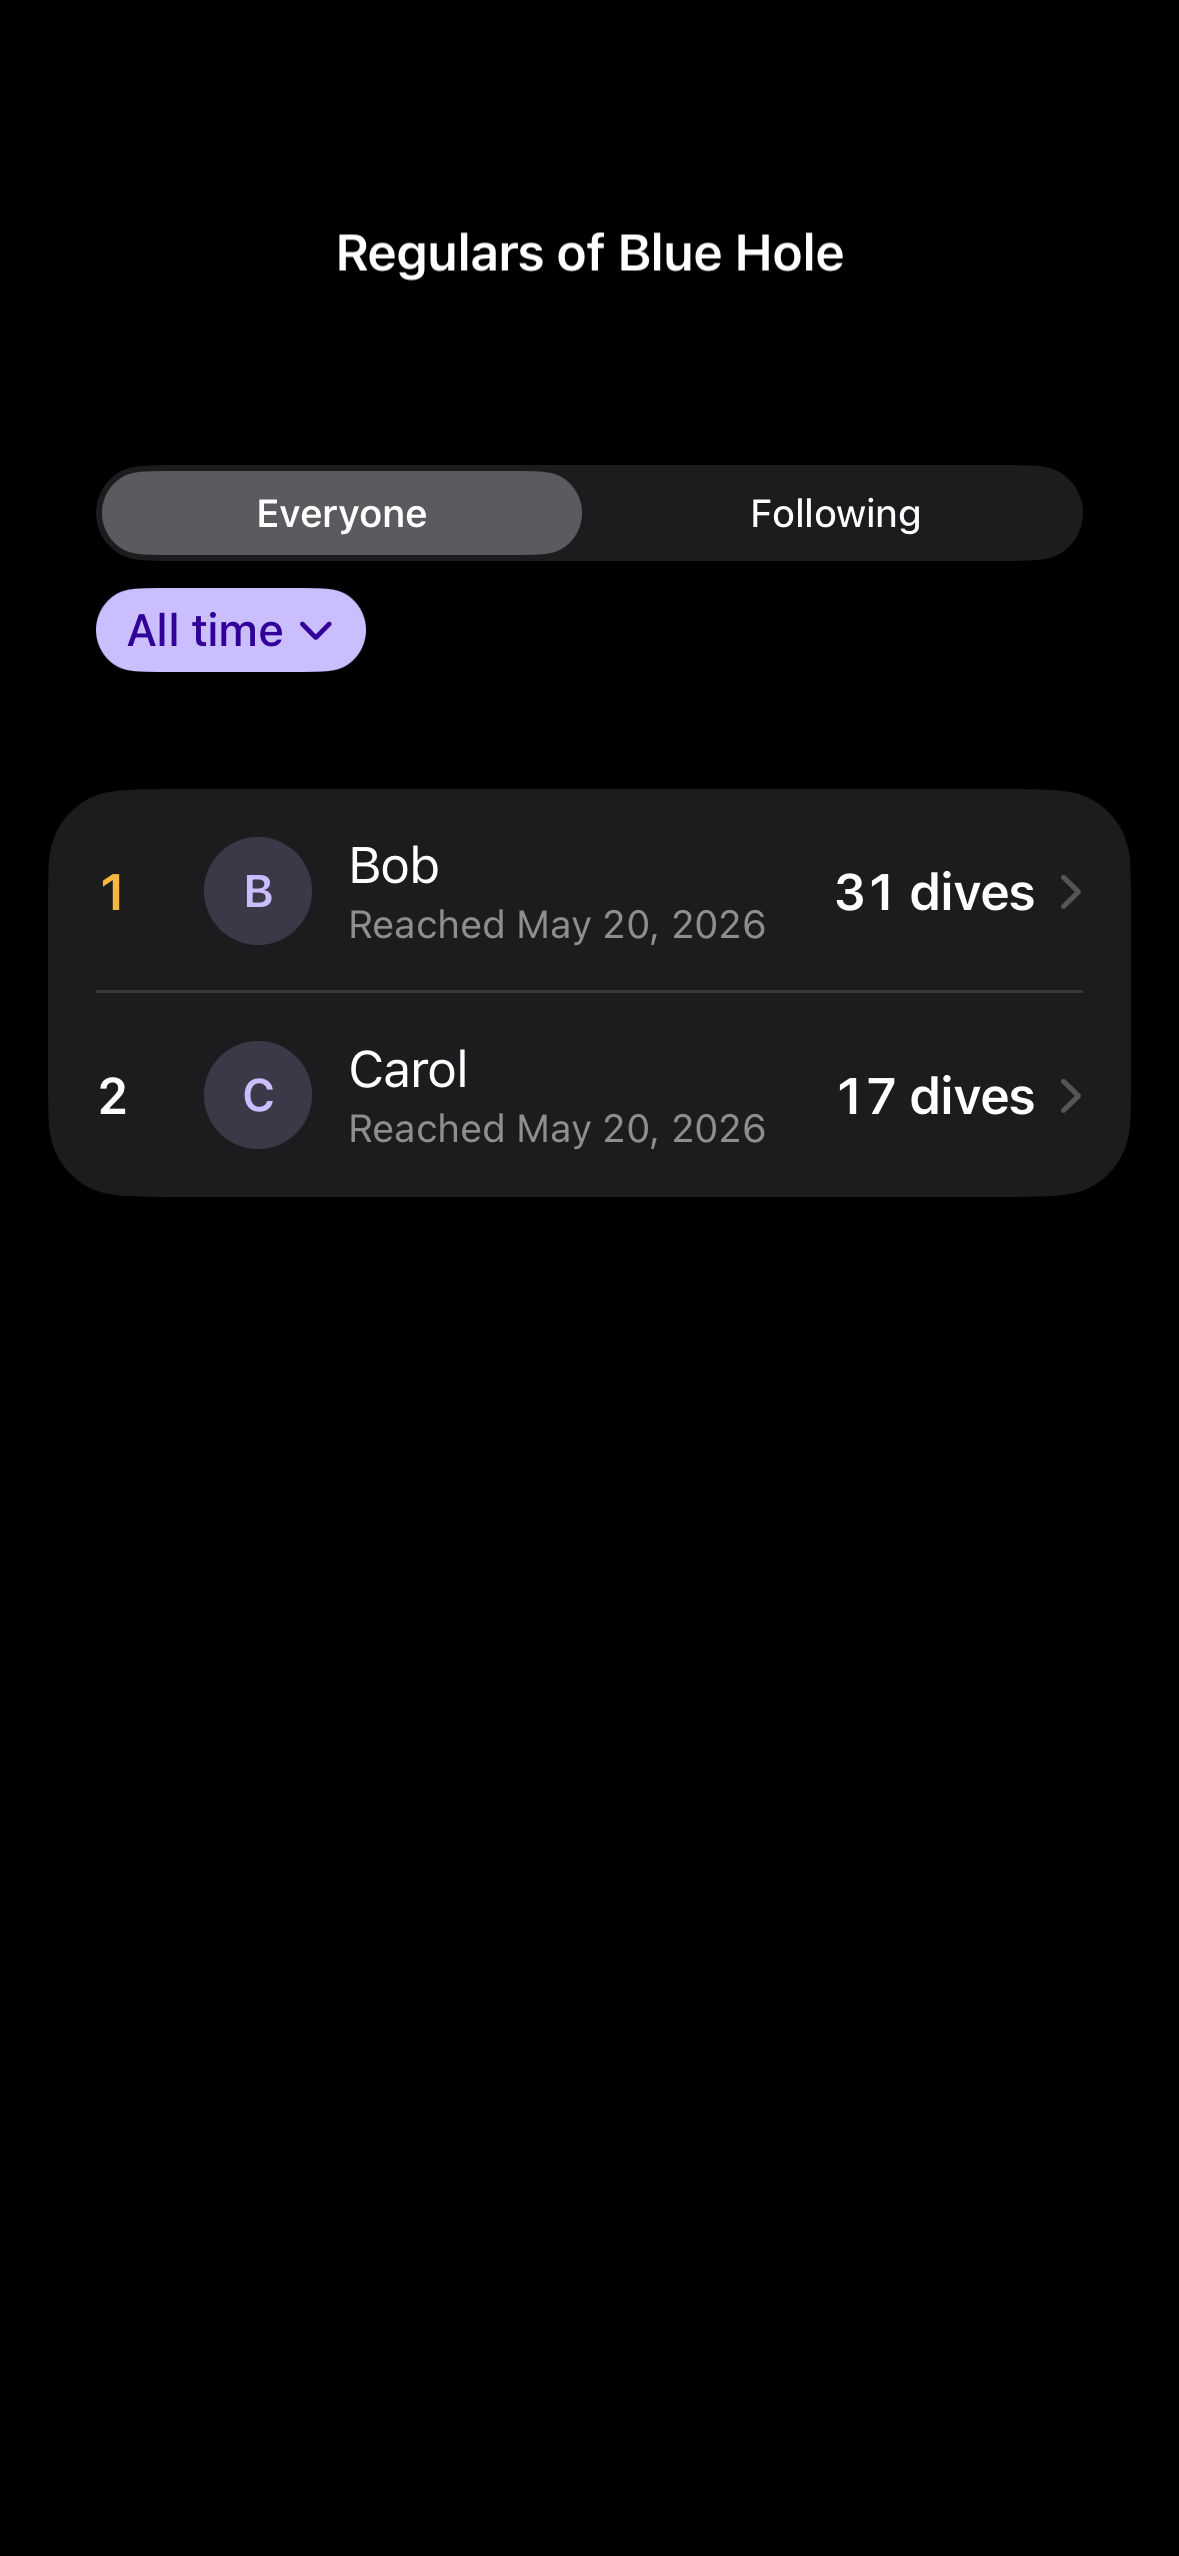 Regulars of Blue Hole
Everyone
Following
All time
1
B
Bob
Reached May 20, 2026
31 dives
2
C
Carol
Reached May 20, 2026
17 dives